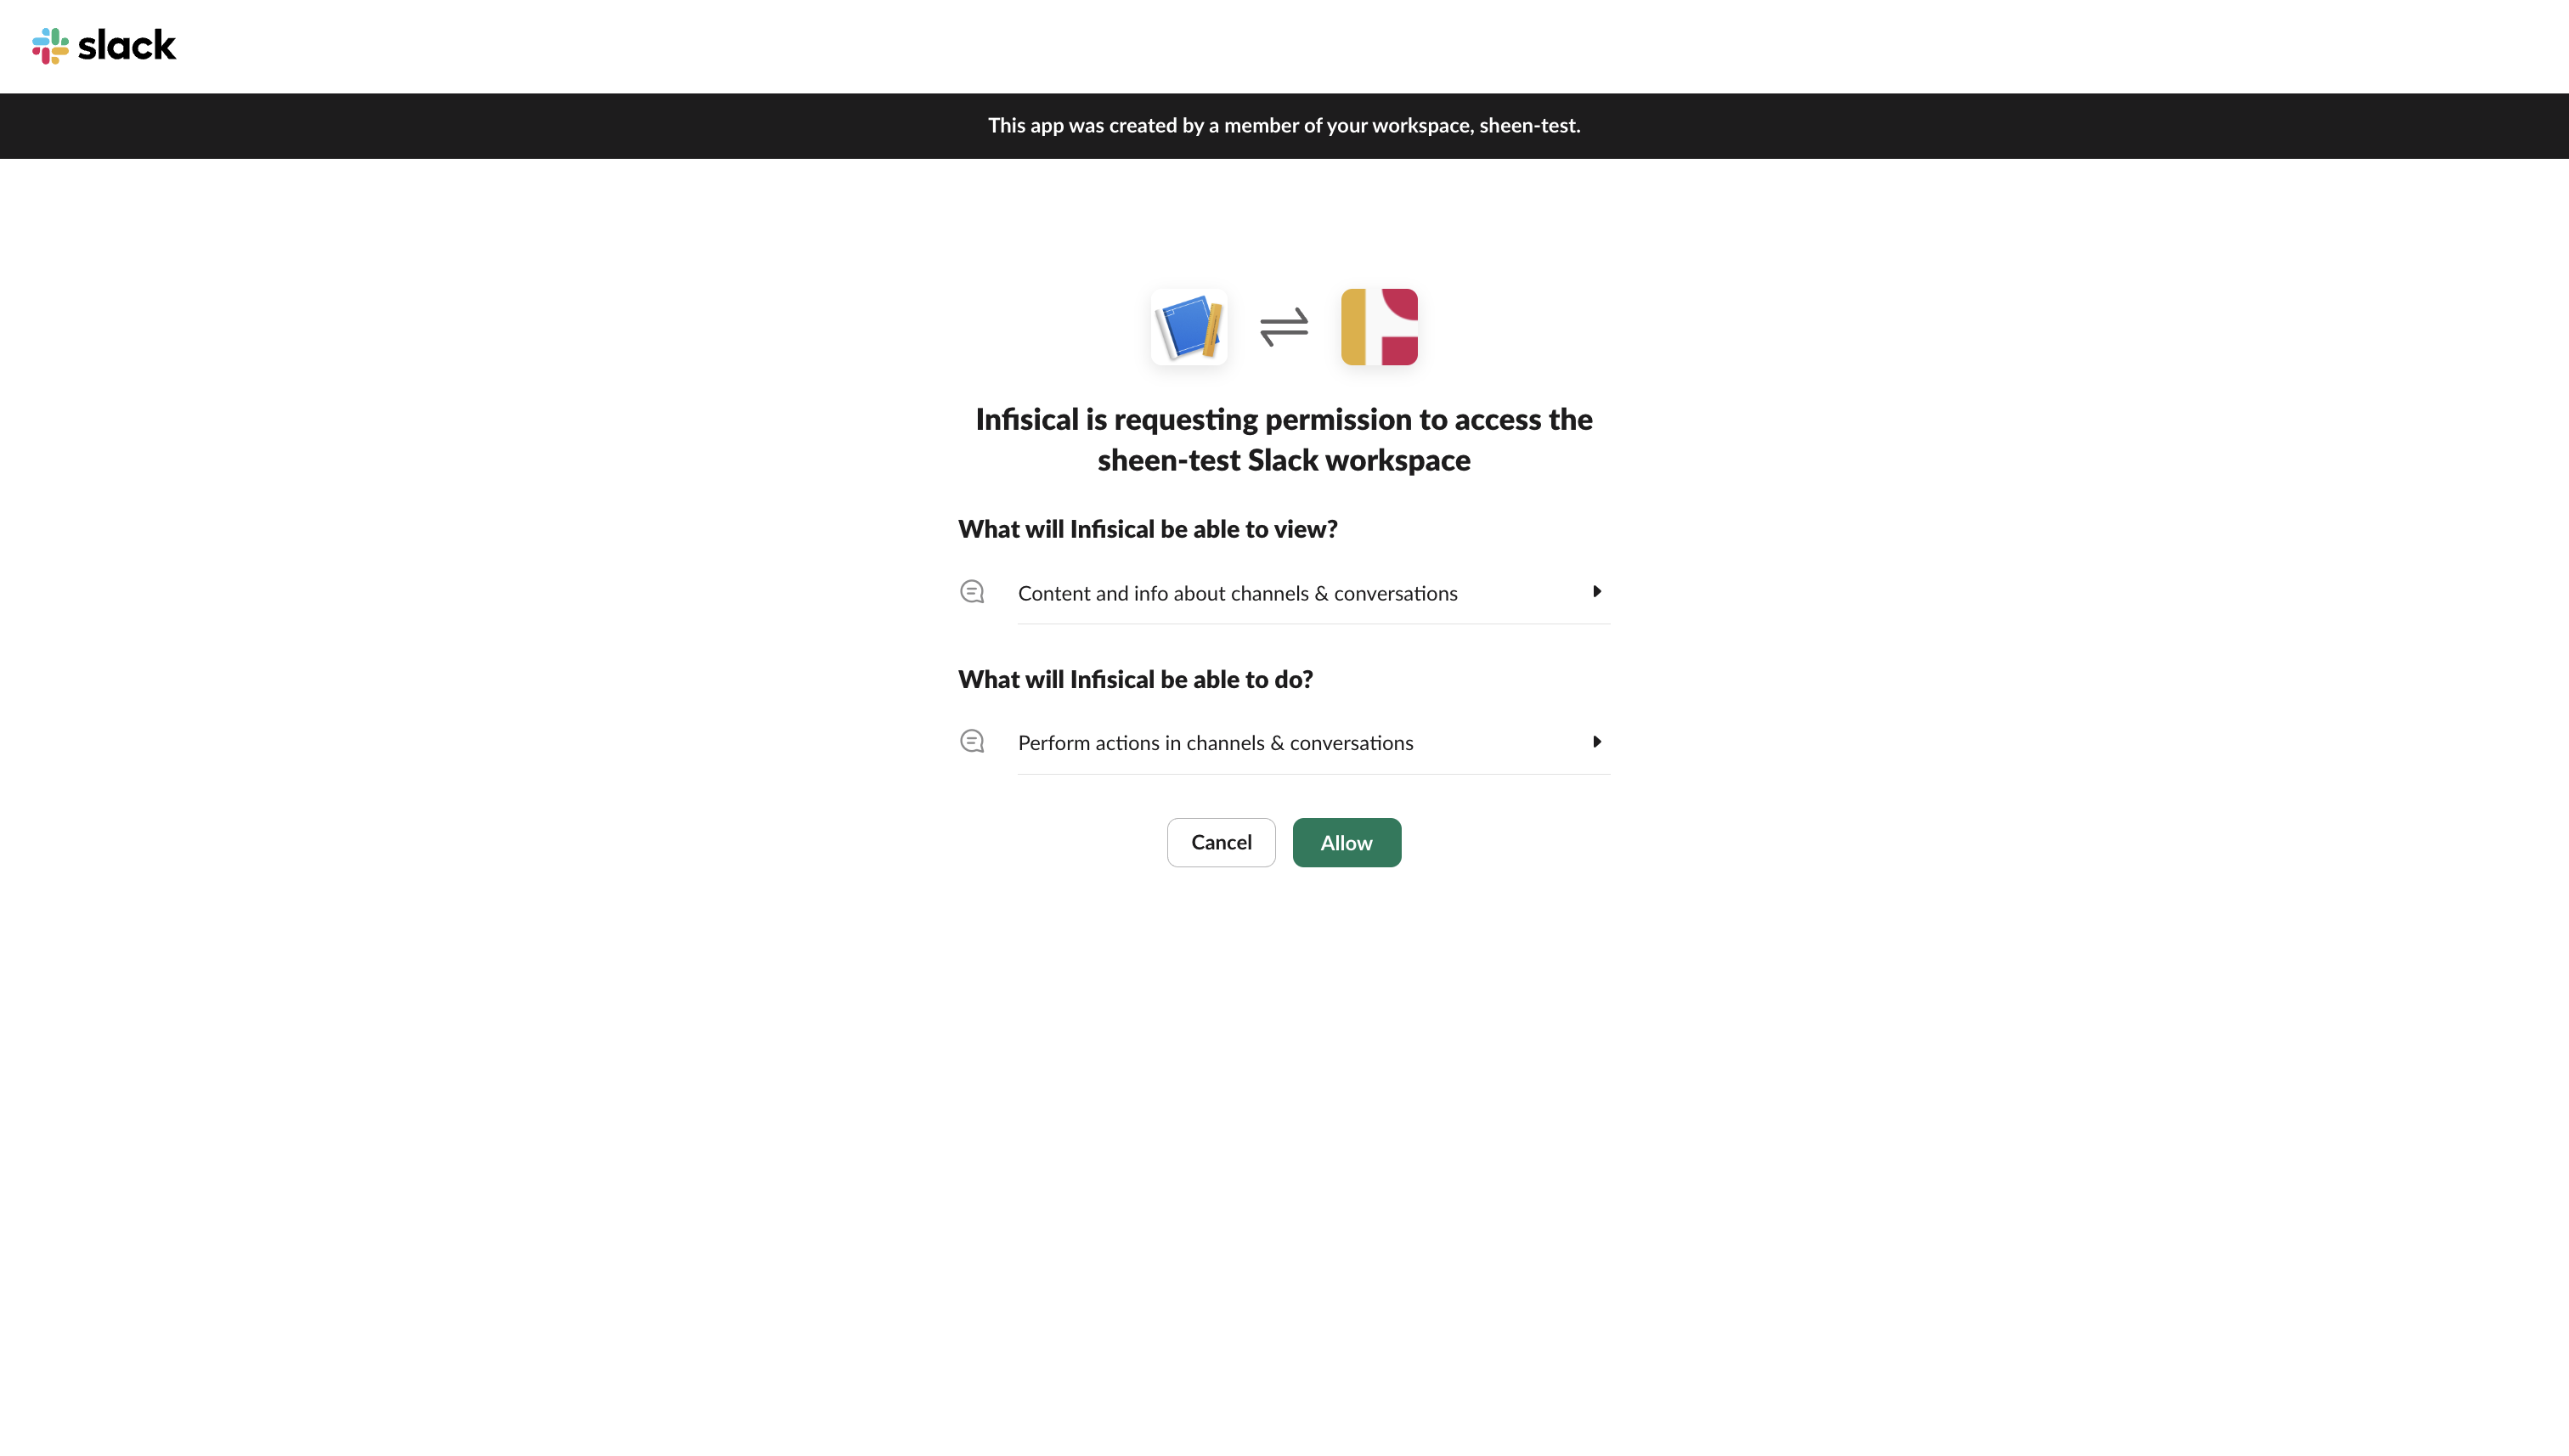 slack
This app was created by a member of your workspace, sheen-test.
Infisical is requesting permission to access the
sheen-test Slack workspace
What will Infisical be able to view?
Content and info about channels & conversations
What will Infisical be able to do?
Perform actions in channels & conversations
Cancel
Allow